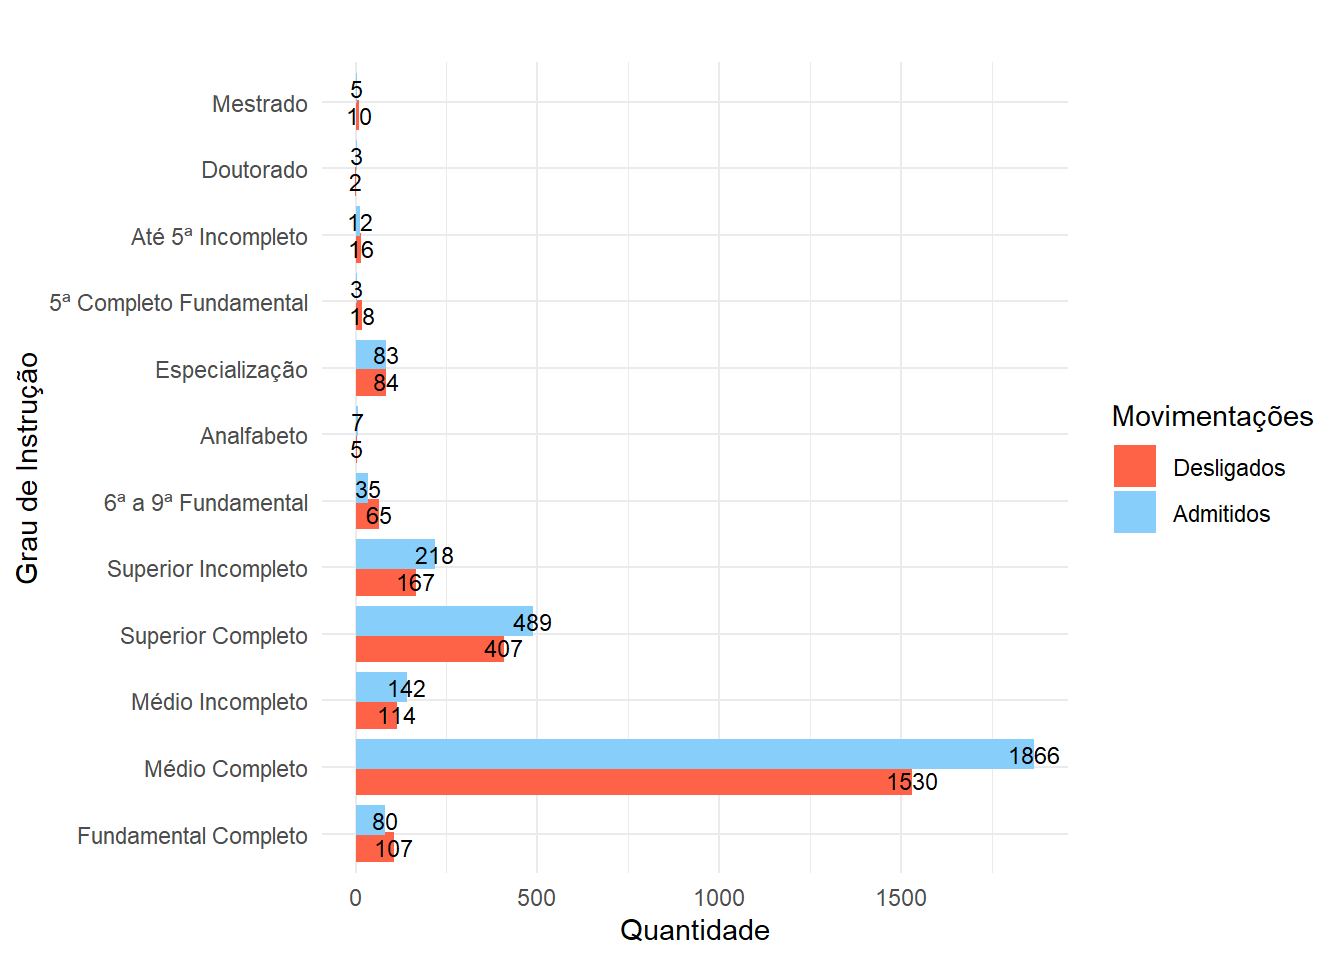 Mestrado
5
10
Doutorado
3
2
Até 5ª Incompleto
12
16
5ª Completo Fundamental
3
18
Especialização
83
84
Analfabeto
7
5
6ª a 9ª Fundamental
35
65
Superior Incompleto
218
167
Superior Completo
489
407
Médio Incompleto
142
114
Médio Completo
1866
1530
Fundamental Completo
80
107
0 500 1000 1500
Quantidade
Grau de Instrução
Movimentações
Desligados
Admitidos